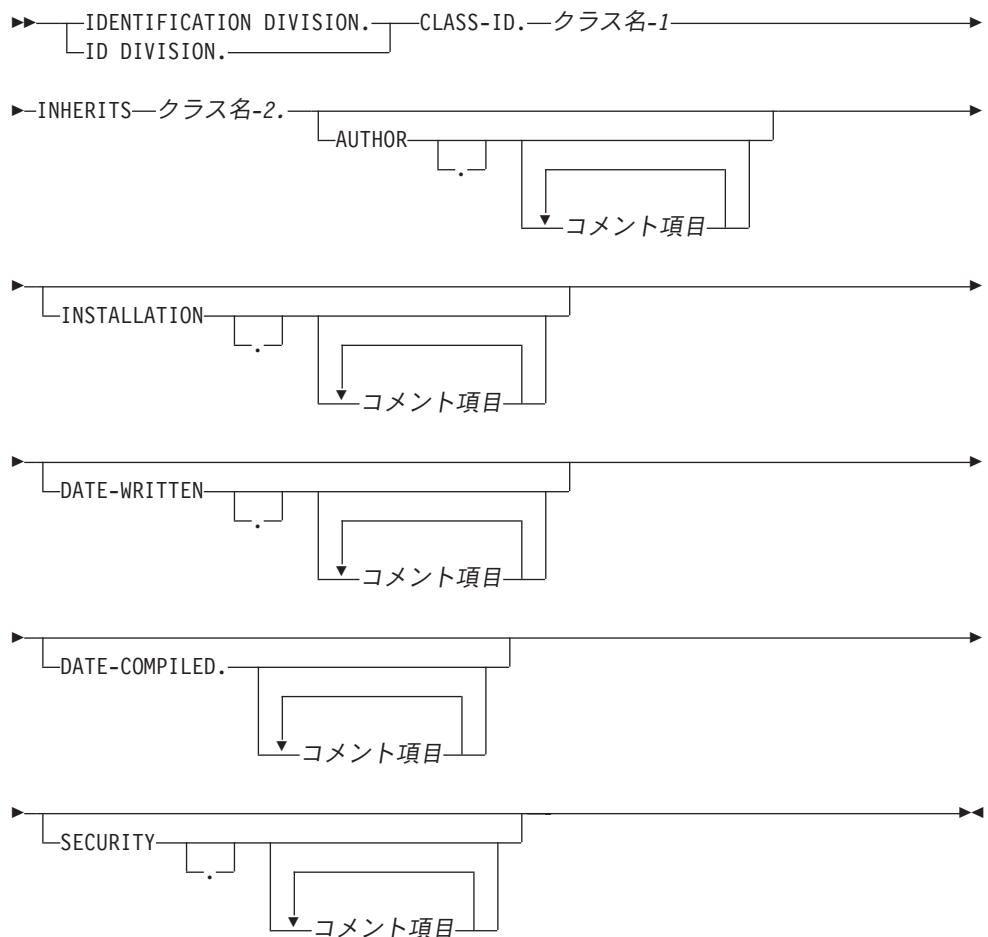 IDENTIFICATION DIVISION. CLASS-ID. クラス名-1
ID DIVISION.
INHERITS クラス名-2.
AUTHOR
.
コメント項目
INSTALLATION
.
コメント項目
DATE-WRITTEN
.
コメント項目
DATE-COMPILED.
コメント項目
SECURITY
.
コメント項目